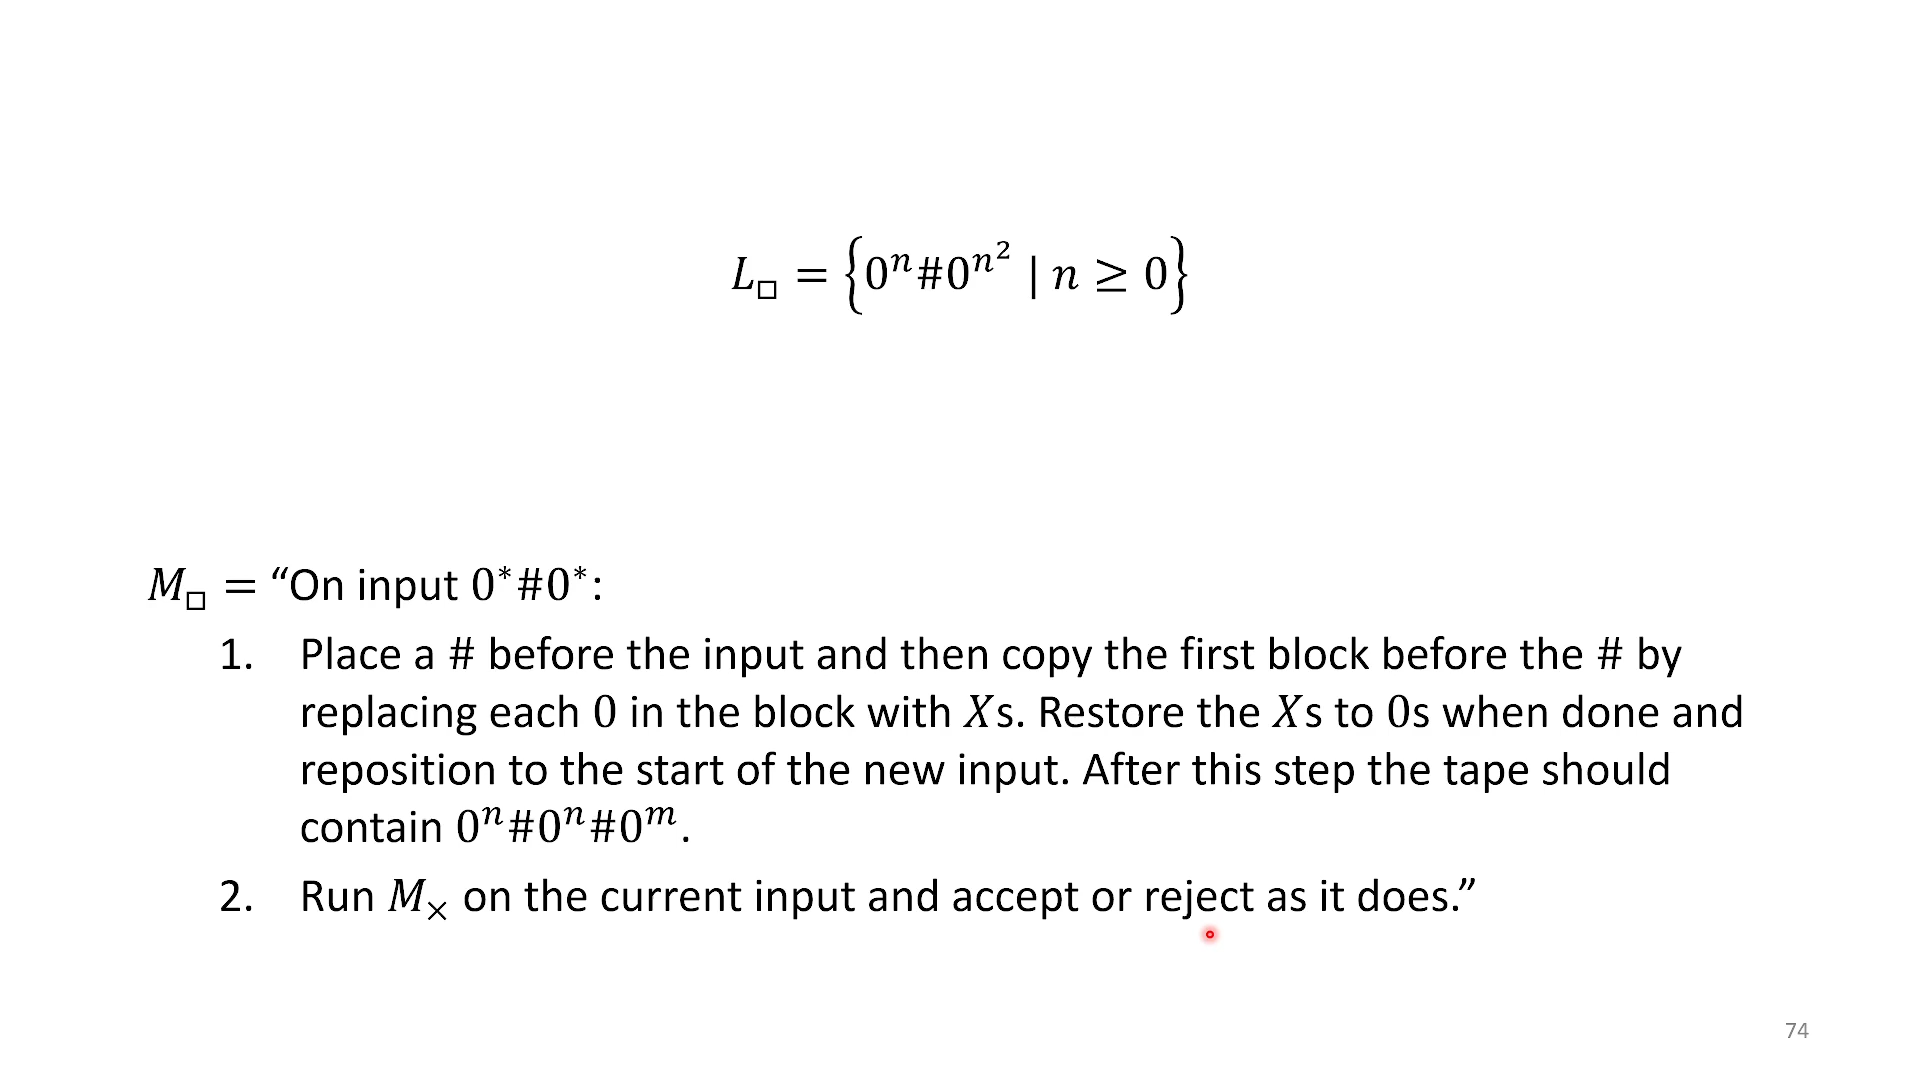 𝐿□ = {0ⁿ#0ⁿ² | 𝑛 ≥ 0}
𝑀□ = “On input 0*#0*:
1. Place a # before the input and then copy the first block before the # by
replacing each 0 in the block with 𝑋s. Restore the 𝑋s to 0s when done and
reposition to the start of the new input. After this step the tape should
contain 0ⁿ#0ⁿ#0ᵐ.
2. Run 𝑀× on the current input and accept or reject as it does.”
74